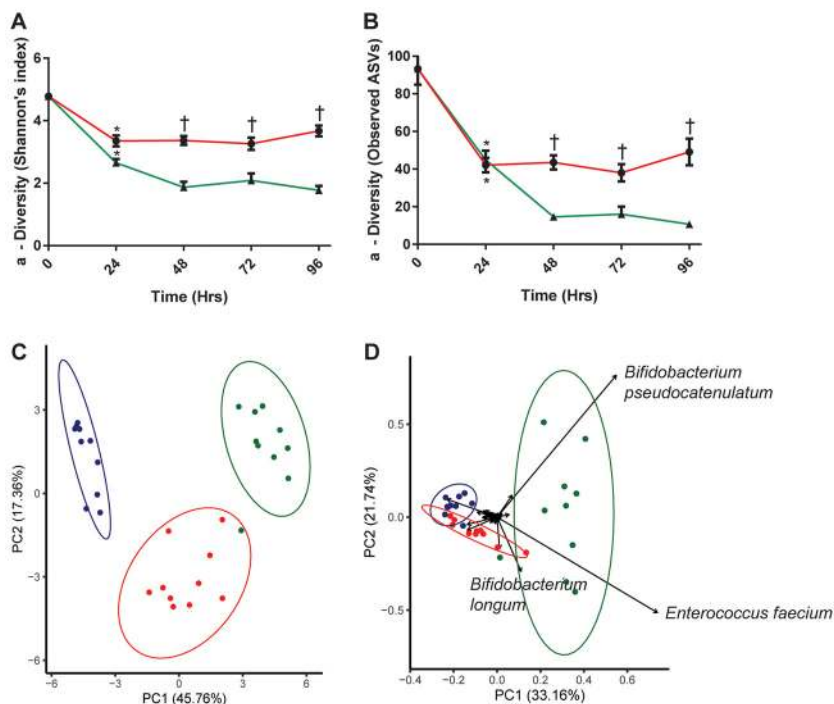 A
a - Diversity (Shannon's index)
6
4
2
0
*
*
†
†
†
0
24
48
72
96
Time (Hrs)
B
a - Diversity (Observed ASVs)
100
80
60
40
20
0
*
*
†
†
†
0
24
48
72
96
Time (Hrs)
C
PC2 (17.36%)
3
0
−3
−6
−6
−3
0
3
6
PC1 (45.76%)
D
PC2 (21.74%)
0.5
0.0
−0.5
Bifidobacterium
pseudocatenulatum
Bifidobacterium
longum
Enterococcus faecium
−0.4
−0.2
0.0
0.2
0.4
0.6
0.8
PC1 (33.16%)